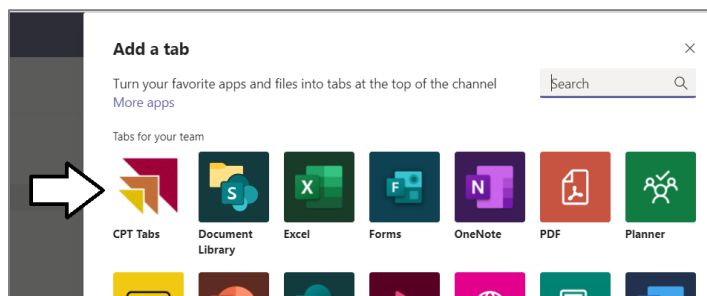 Add a tab
Turn your favorite apps and files into tabs at the top of the channel
Search
More apps
Tabs for your team
S
X
F
N
CPT Tabs
Document
Library
Excel
Forms
OneNote
PDF
Planner